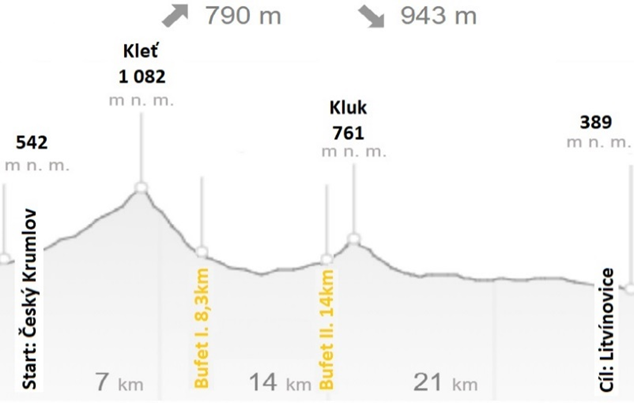 790 m
943 m
Kleť
1 082
m n. m.
Kluk
761
m n. m.
542
m n. m.
389
m n. m.
Start: Český Krumlov
Bufet I. 8,3km
Bufet II. 14km
Cíl: Litvínovice
7 km
14 km
21 km